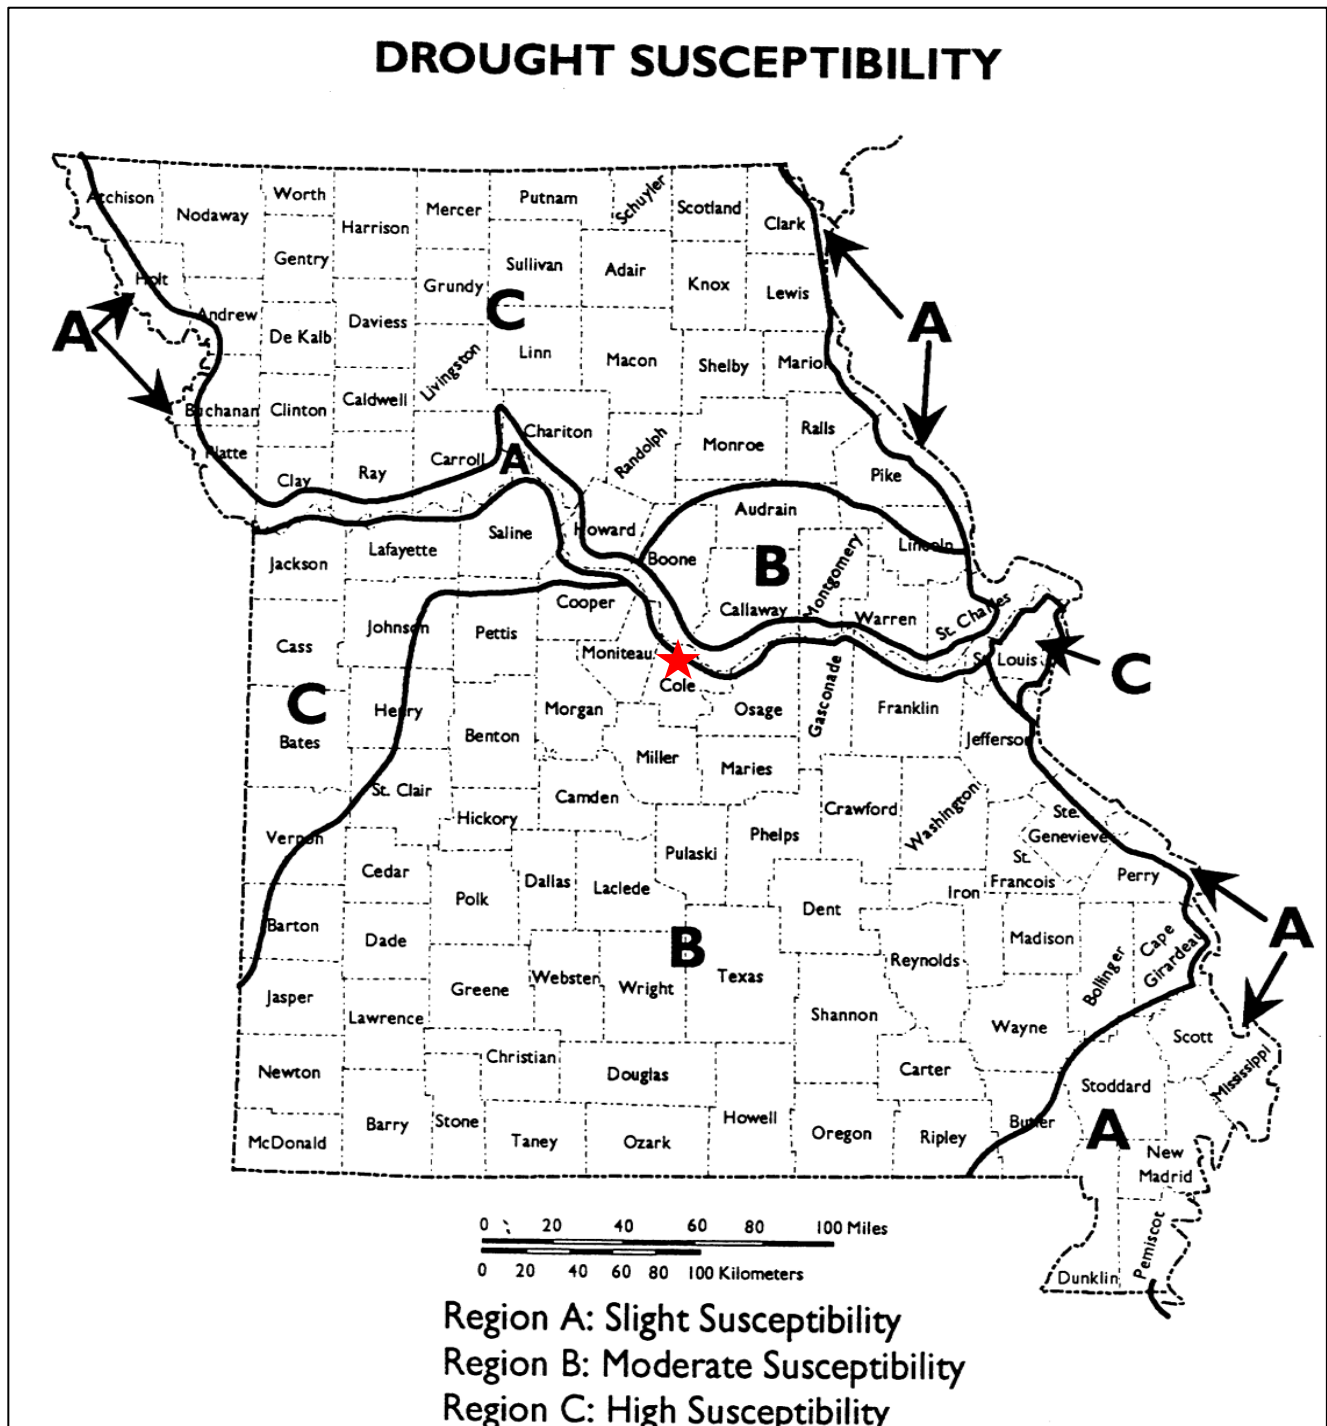 DROUGHT SUSCEPTIBILITY
Atchison
Nodaway
Worth
Harrison
Mercer
Putnam
Schuyler
Scotland
Clark
Gentry
Sullivan
Adair
Knox
Lewis
Holt
Andrew
De Kalb
Daviess
Grundy
C
A
A
Livingston
Linn
Macon
Shelby
Marion
Buchanan
Clinton
Caldwell
Chariton
Randolph
Monroe
Ralls
Platte
Clay
Ray
Carroll
A
Pike
Audrain
Saline
Howard
Boone
Lincoln
Jackson
Lafayette
B
Montgomery
Cooper
Callaway
Warren
St. Charles
Cass
Johnson
Pettis
Moniteau
St. Louis
C
C
Henry
Morgan
Cole
Osage
Gasconade
Franklin
Jefferson
Bates
Benton
Miller
Maries
St. Clair
Camden
Crawford
Washington
Ste.
Genevieve
Vernon
Hickory
Pulaski
Phelps
St.
Francois
Cedar
Polk
Dallas
Laclede
Dent
Iron
Perry
Barton
Dade
B
Madison
Bollinger
Cape
Girardeau
A
Jasper
Greene
Webster
Wright
Texas
Reynolds
Lawrence
Shannon
Wayne
Scott
Newton
Christian
Douglas
Carter
Stoddard
Mississippi
McDonald
Barry
Stone
Taney
Ozark
Howell
Oregon
Ripley
Butler
A
New
Madrid
Dunklin
Pemiscot
0 20 40 60 80 100 Miles
0 20 40 60 80 100 Kilometers
Region A: Slight Susceptibility
Region B: Moderate Susceptibility
Region C: High Susceptibility